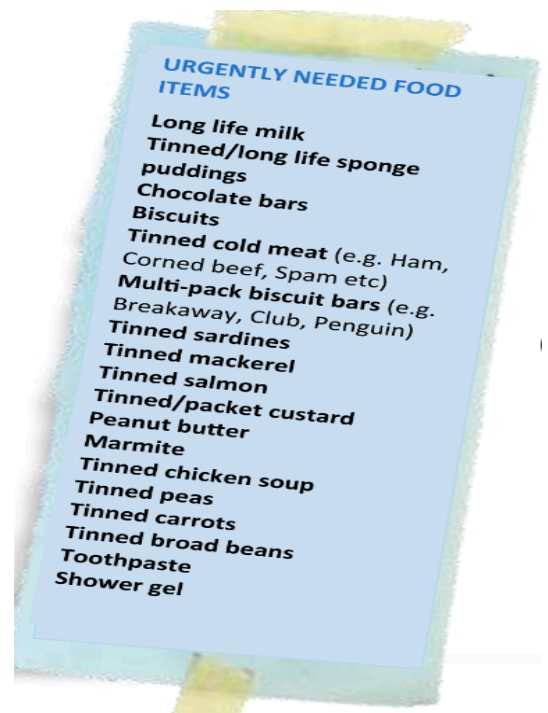 URGENTLY NEEDED FOOD
ITEMS
Long life milk
Tinned/long life sponge
puddings
Chocolate bars
Biscuits
Tinned cold meat (e.g. Ham,
Corned beef, Spam etc)
Multi-pack biscuit bars (e.g.
Breakaway, Club, Penguin)
Tinned sardines
Tinned mackerel
Tinned salmon
Tinned/packet custard
Peanut butter
Marmite
Tinned chicken soup
Tinned peas
Tinned carrots
Tinned broad beans
Toothpaste
Shower gel